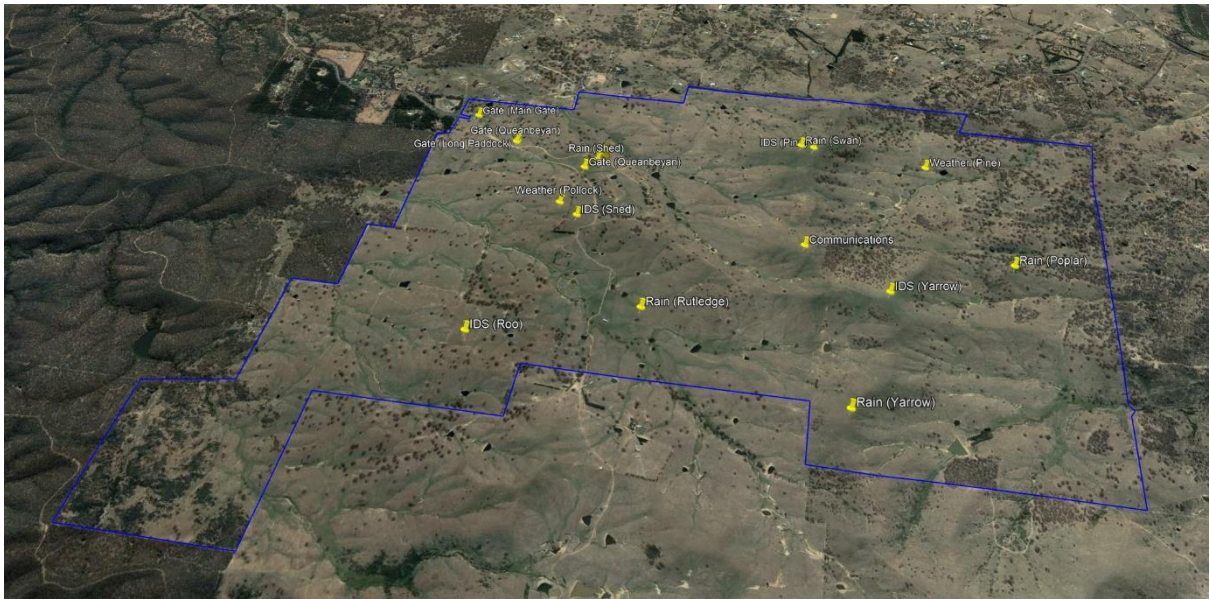 Gate (Main Gate)
Gate (Queanbeyan)
Gate (Long Paddock)
Rain (Shed)
Gate (Queanbeyan)
IDS (Pin
Rain (Swan)
Weather (Pine)
Weather (Pollock)
IDS (Shed)
Communications
Rain (Poplar)
IDS (Yarrow)
Rain (Rutledge)
IDS (Roo)
Rain (Yarrow)